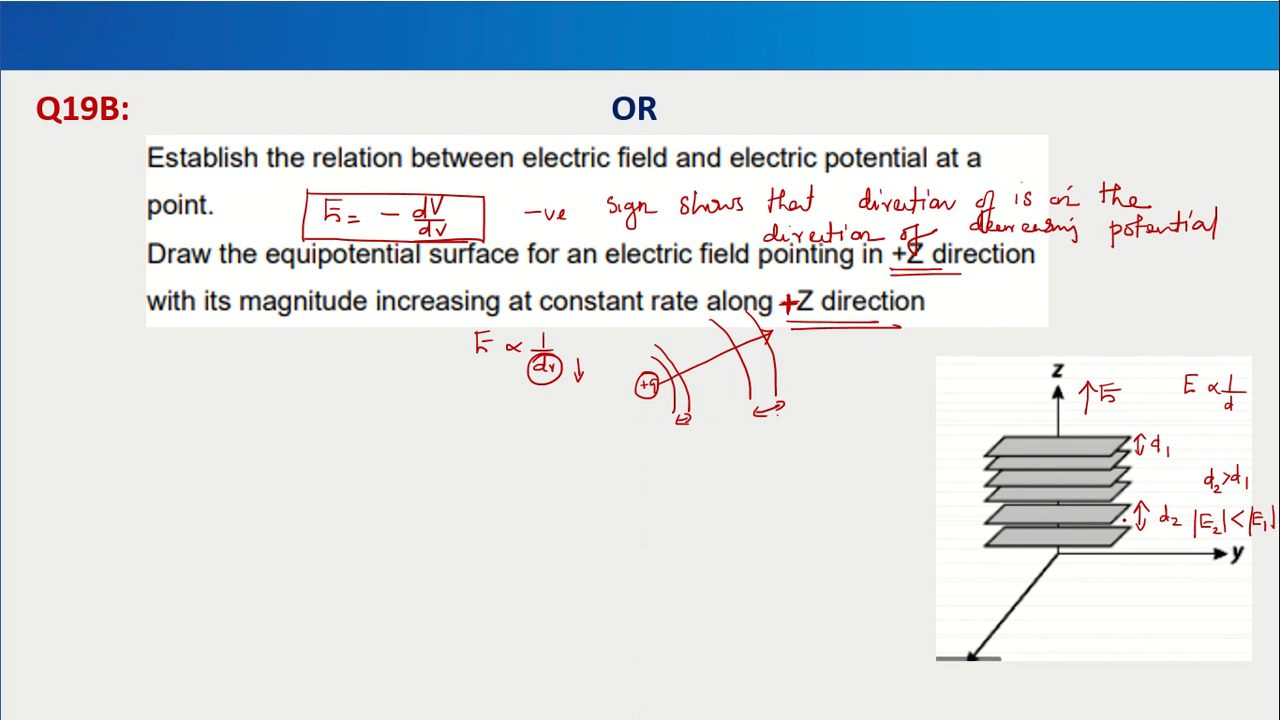 Q19B:
OR
Establish the relation between electric field and electric potential at a
point.
E = - dV/dr
-ve sign shows that direction of is in the
direction of decreasing potential
Draw the equipotential surface for an electric field pointing in +Z direction
with its magnitude increasing at constant rate along +Z direction
E ∝ 1/dr ↓
+q
z
↑E
E ∝ 1/d
d1
d2>d1
d2
|E2|<|E1|
y